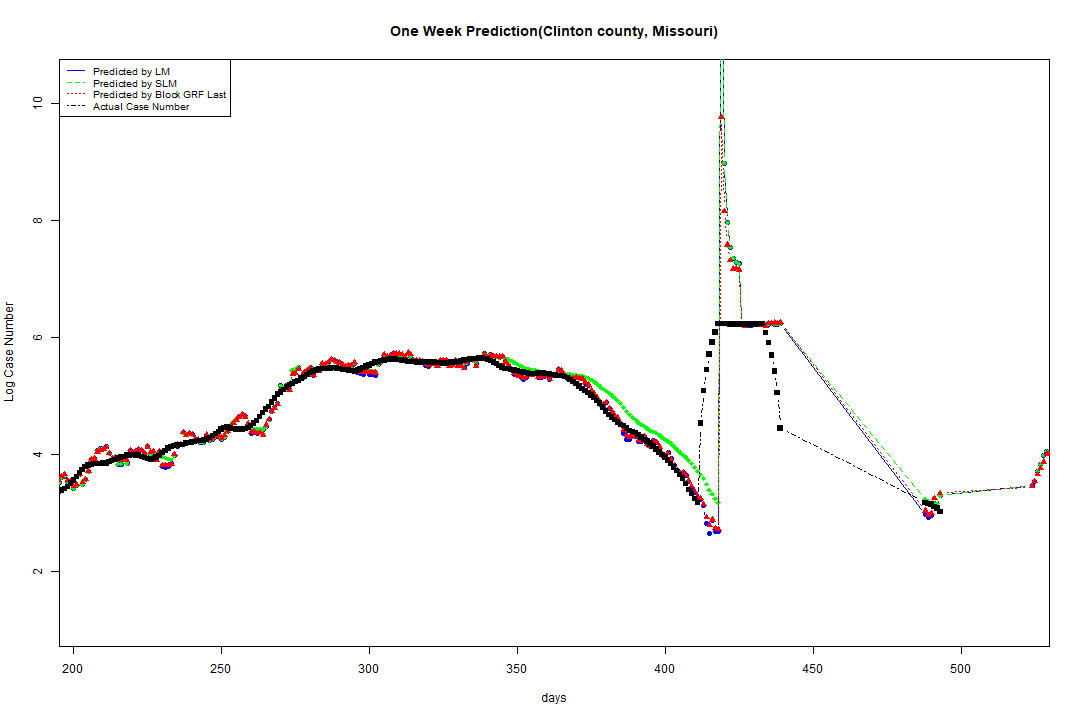 One Week Prediction(Clinton county, Missouri)
Predicted by LM
Predicted by SLM
Predicted by Block GRF Last
Actual Case Number
Log Case Number
10
8
6
4
2
200 250 300 350 400 450 500
days